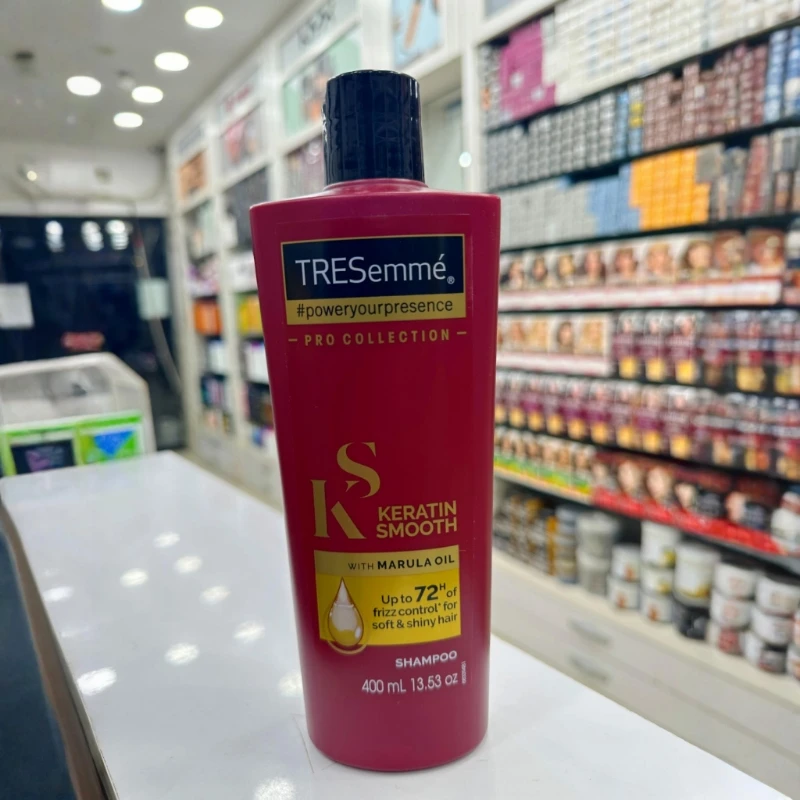 TRESemmé®
#poweryourpresence
– PRO COLLECTION –
KS
KERATIN
SMOOTH
WITH MARULA OIL
Up to 72H of
frizz control* for
soft & shiny hair
SHAMPOO
400 mL 13.53 oz